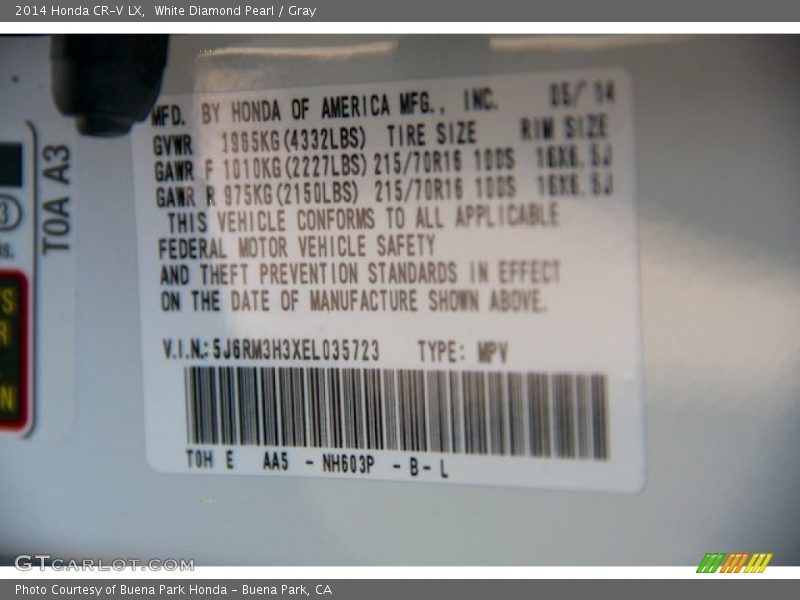 2014 Honda CR-V LX, White Diamond Pearl / Gray
MFD. BY HONDA OF AMERICA MFG., INC. 05/ 14
GVWR 1965KG(4332LBS) TIRE SIZE RIM SIZE
GAWR F 1010KG(2227LBS) 215/70R16 100S 16X6.5J
GAWR R 975KG(2150LBS) 215/70R16 100S 16X6.5J
THIS VEHICLE CONFORMS TO ALL APPLICABLE
FEDERAL MOTOR VEHICLE SAFETY
AND THEFT PREVENTION STANDARDS IN EFFECT
ON THE DATE OF MANUFACTURE SHOWN ABOVE.
V.I.N.: 5J6RM3H3XEL035723 TYPE: MPV
T0H E AA5 - NH603P - B - L
T0A A3
GTCARLOT.COM
Photo Courtesy of Buena Park Honda - Buena Park, CA